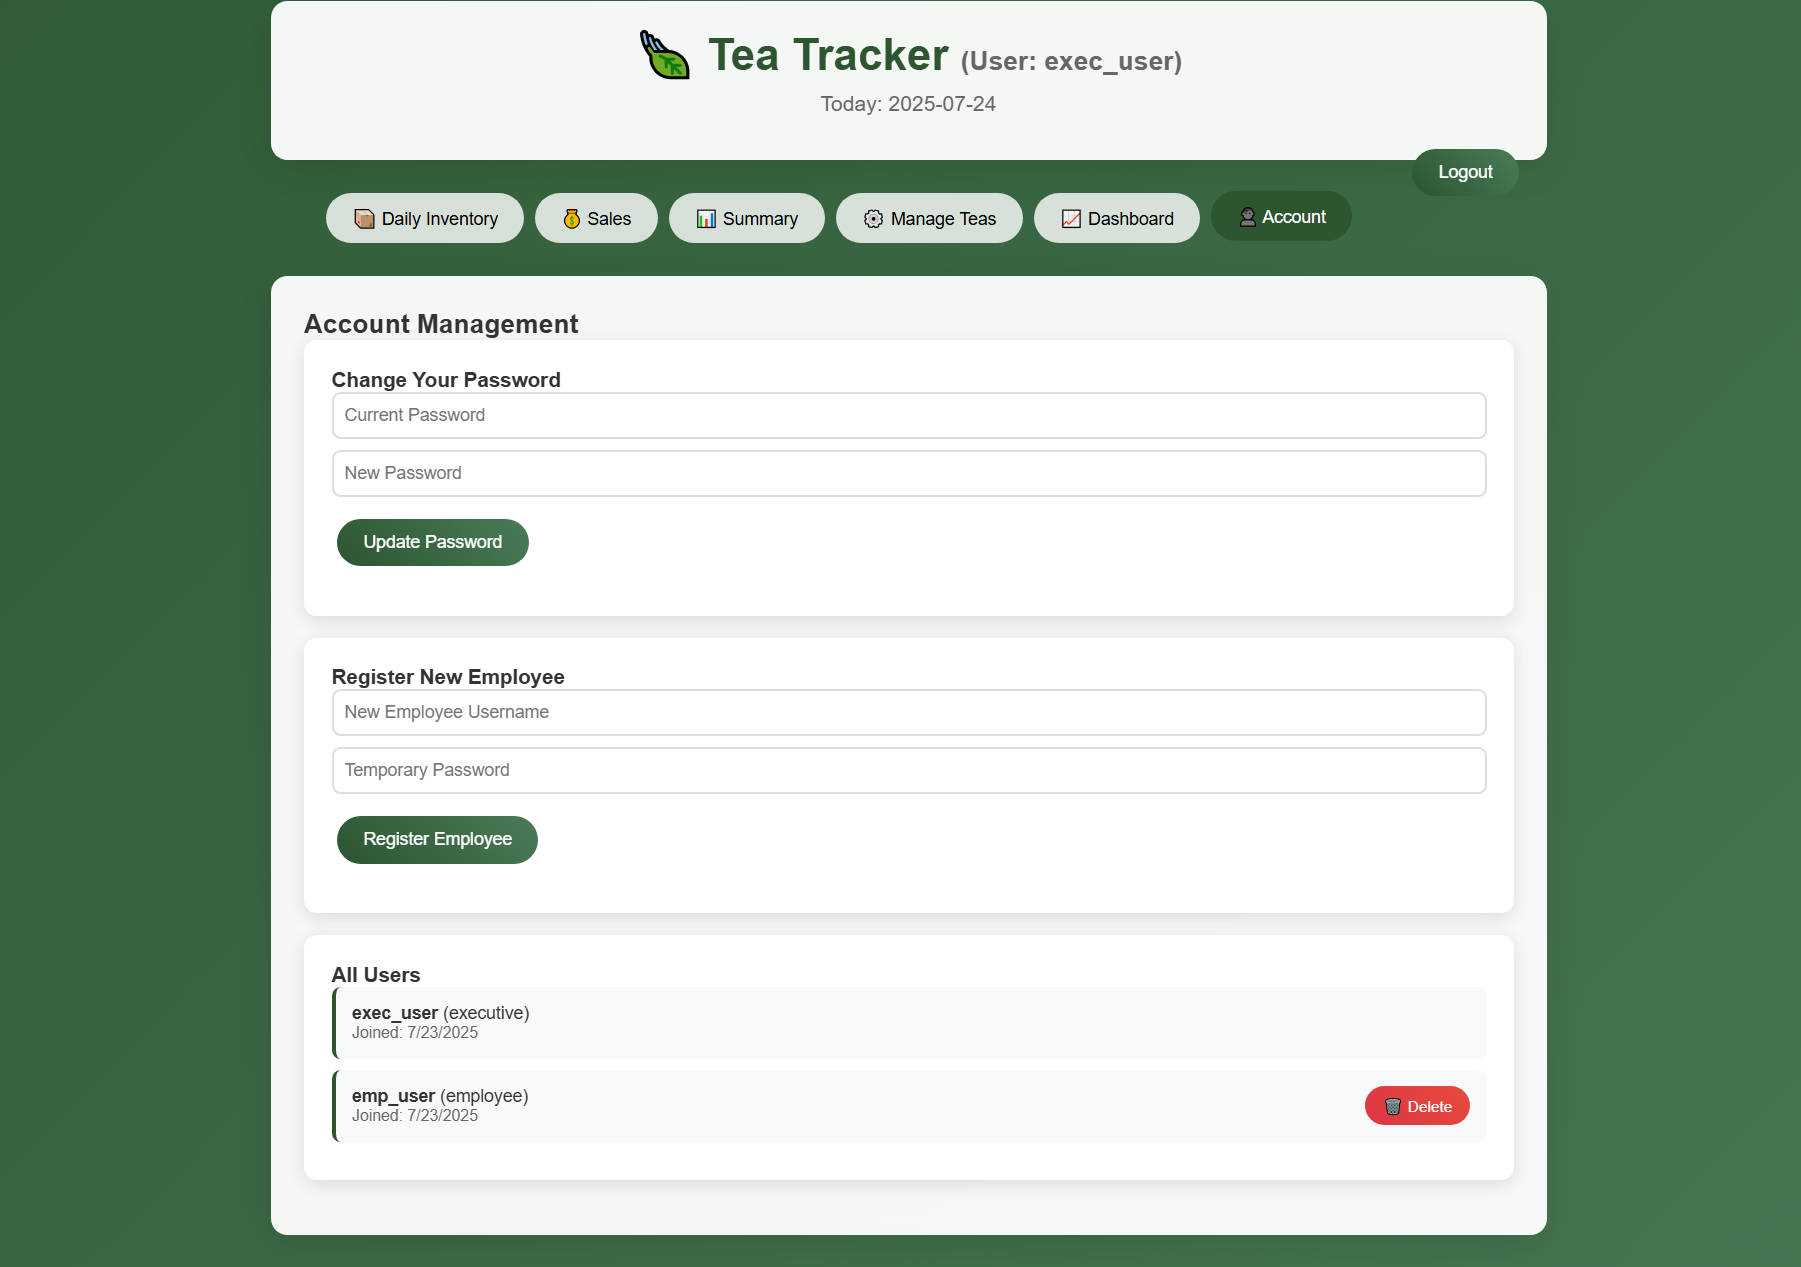 Tea Tracker (User: exec_user)
Today: 2025-07-24
Logout
Daily Inventory
Sales
Summary
Manage Teas
Dashboard
Account
Account Management
Change Your Password
Current Password
New Password
Update Password
Register New Employee
New Employee Username
Temporary Password
Register Employee
All Users
exec_user (executive)
Joined: 7/23/2025
emp_user (employee)
Joined: 7/23/2025
Delete